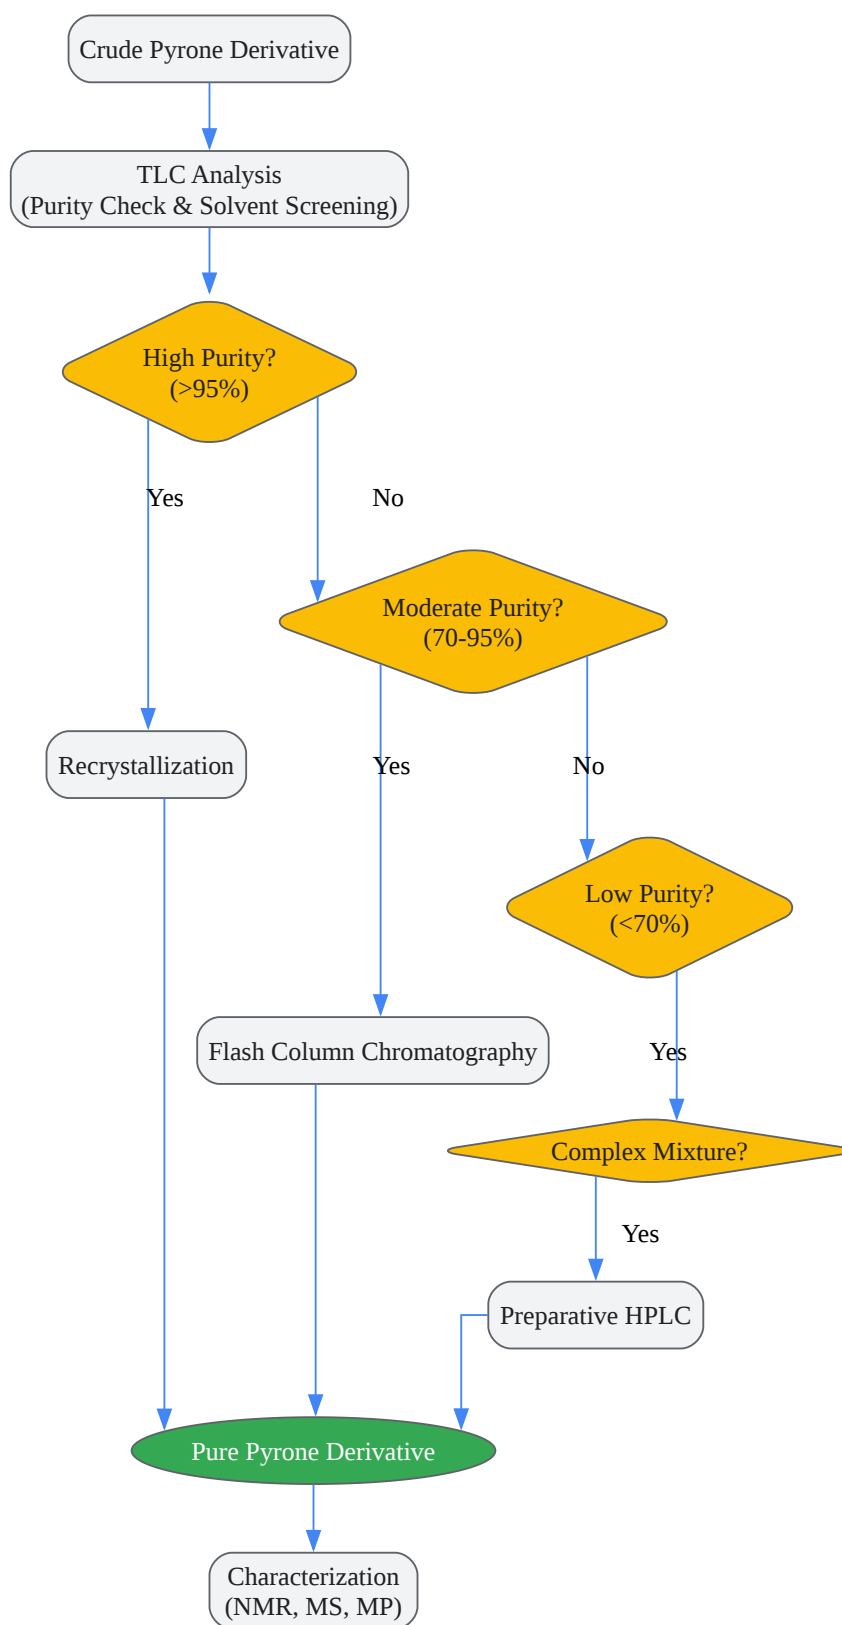 Crude Pyrone Derivative
TLC Analysis
(Purity Check & Solvent Screening)
High Purity?
(>95%)
Yes
No
Moderate Purity?
(70-95%)
Recrystallization
Yes
No
Low Purity?
(<70%)
Flash Column Chromatography
Yes
Complex Mixture?
Yes
Preparative HPLC
Pure Pyrone Derivative
Characterization
(NMR, MS, MP)